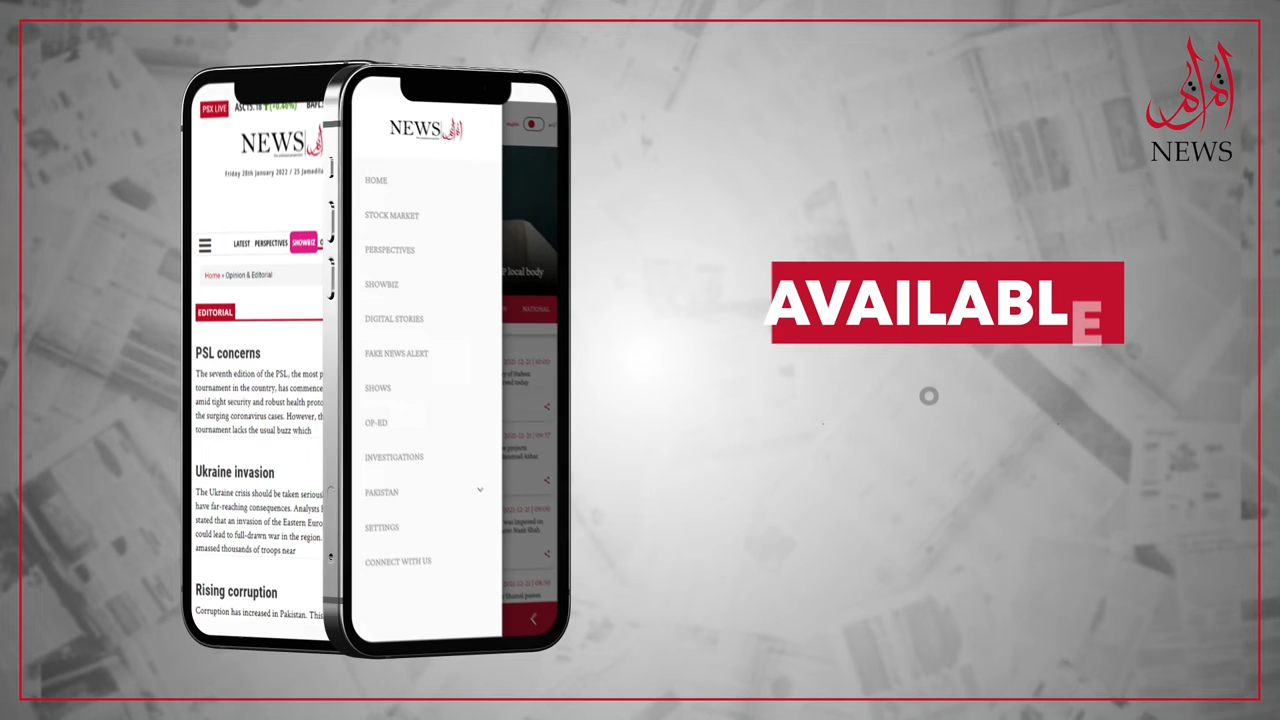 PSX LIVE
NEWS
Friday 28th January 2022 / 25
LATEST PERSPECTIVES SHOWBIZ
Home » Opinion & Editorial
EDITORIAL
PSL concerns
The seventh edition of the PSL, the most
tournament in the country, has commence
amid tight security and robust health proto
the surging coronavirus cases. However, th
tournament lacks the usual buzz which
Ukraine invasion
The Ukraine crisis should be taken serious
have far-reaching consequences. Analysts
stated that an invasion of the Eastern Euro
could lead to full-drawn war in the region.
amassed thousands of troops near
Rising corruption
Corruption has increased in Pakistan. This
NEWS
HOME
STOCK MARKET
PERSPECTIVES
SHOWBIZ
DIGITAL STORIES
FAKE NEWS ALERT
SHOWS
OP-ED
INVESTIGATIONS
PAKISTAN
SETTINGS
CONNECT WITH US
P local body
NATIONAL
NEWS
AVAILABLE
O